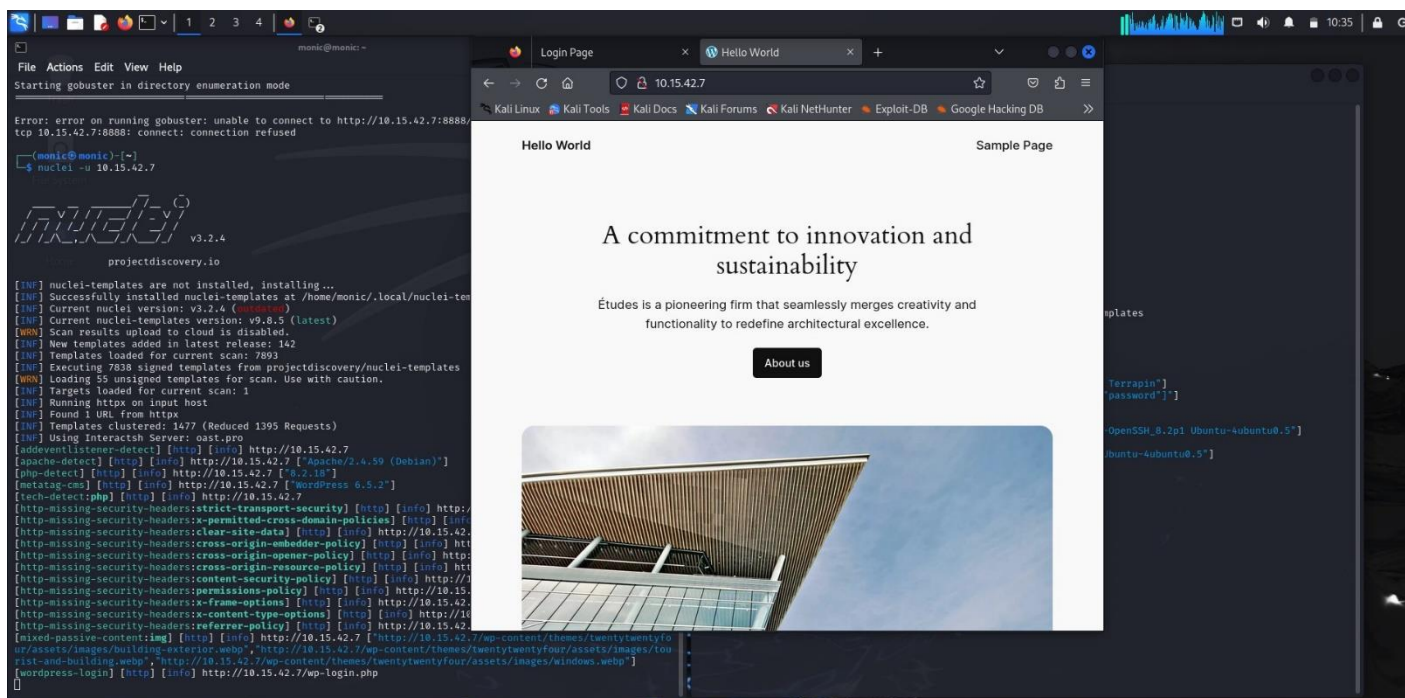 1 2 3 4
10:35
monic@monic: ~
File Actions Edit View Help
Starting gobuster in directory enumeration mode
Error: error on running gobuster: unable to connect to http://10.15.42.7:8888/
tcp 10.15.42.7:8888: connect: connection refused
(monic㉿monic)-[~]
$ nuclei -u 10.15.42.7
nuclei v3.2.4
projectdiscovery.io
[INF] nuclei-templates are not installed, installing...
[INF] Successfully installed nuclei-templates at /home/monic/.local/nuclei-tem
[INF] Current nuclei version: v3.2.4 (outdated)
[INF] Current nuclei-templates version: v9.8.5 (latest)
[WRN] Scan results upload to cloud is disabled.
[INF] New templates added in latest release: 142
[INF] Templates loaded for current scan: 7893
[INF] Executing 7838 signed templates from projectdiscovery/nuclei-templates
[WRN] Loading 55 unsigned templates for scan. Use with caution.
[INF] Targets loaded for current scan: 1
[INF] Running httpx on input host
[INF] Found 1 URL from httpx
[INF] Templates clustered: 1477 (Reduced 1395 Requests)
[INF] Using Interactsh Server: oast.pro
[addeventlistener-detect] [http] [info] http://10.15.42.7
[apache-detect] [http] [info] http://10.15.42.7 ["Apache/2.4.59 (Debian)"]
[php-detect] [http] [info] http://10.15.42.7 ["8.2.18"]
[metatag-cms] [http] [info] http://10.15.42.7 ["WordPress 6.5.2"]
[tech-detect:php] [http] [info] http://10.15.42.7
[http-missing-security-headers:strict-transport-security] [http] [info] http:/
[http-missing-security-headers:x-permitted-cross-domain-policies] [http] [info
[http-missing-security-headers:clear-site-data] [http] [info] http://10.15.42.
[http-missing-security-headers:cross-origin-embedder-policy] [http] [info] htt
[http-missing-security-headers:cross-origin-opener-policy] [http] [info] http:
[http-missing-security-headers:cross-origin-resource-policy] [http] [info] htt
[http-missing-security-headers:content-security-policy] [http] [info] http://1
[http-missing-security-headers:permissions-policy] [http] [info] http://10.15.
[http-missing-security-headers:x-frame-options] [http] [info] http://10.15.42.
[http-missing-security-headers:x-content-type-options] [http] [info] http://10
[http-missing-security-headers:referrer-policy] [http] [info] http://10.15.42.
[mixed-passive-content:img] [http] [info] http://10.15.42.7 ["http://10.15.42.7/wp-content/themes/twentytwentyfo
ur/assets/images/building-exterior.webp","http://10.15.42.7/wp-content/themes/twentytwentyfour/assets/images/tou
rist-and-building.webp","http://10.15.42.7/wp-content/themes/twentytwentyfour/assets/images/windows.webp"]
[wordpress-login] [http] [info] http://10.15.42.7/wp-login.php
Login Page
Hello World
10.15.42.7
Kali Linux Kali Tools Kali Docs Kali Forums Kali NetHunter Exploit-DB Google Hacking DB
Hello World Sample Page
A commitment to innovation and
sustainability
Études is a pioneering firm that seamlessly merges creativity and
functionality to redefine architectural excellence.
About us
mplates
Terrapin"]
"password"]"]
-OpenSSH_8.2p1 Ubuntu-4ubuntu0.5"]
Ubuntu-4ubuntu0.5"]